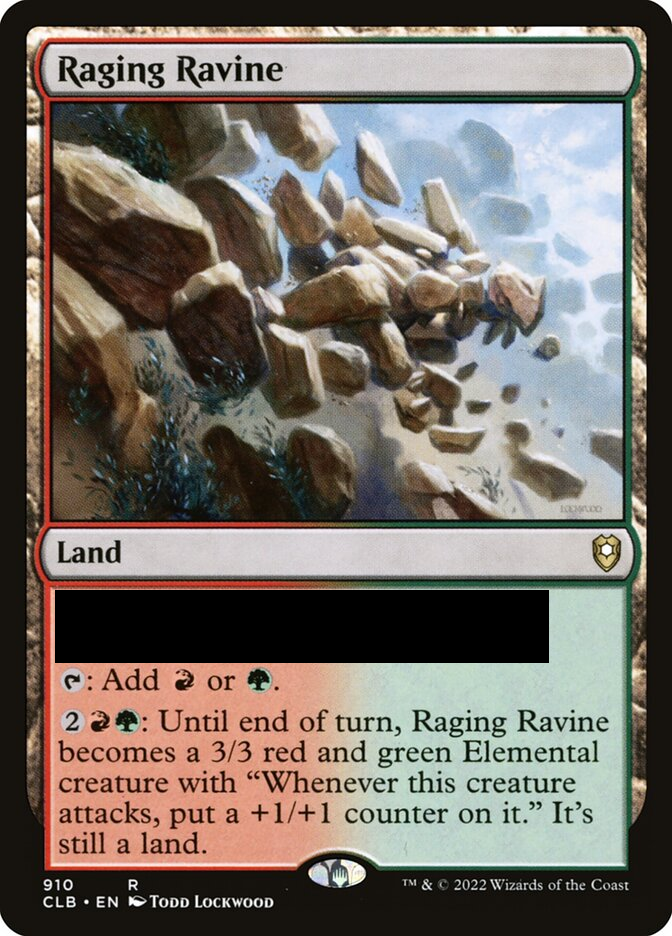 Raging Ravine
LOCKWOOD
Land
: Add or .
2: Until end of turn, Raging Ravine
becomes a 3/3 red and green Elemental
creature with “Whenever this creature
attacks, put a +1/+1 counter on it.” It’s
still a land.
910 R
CLB • EN Todd Lockwood
™ & © 2022 Wizards of the Coast